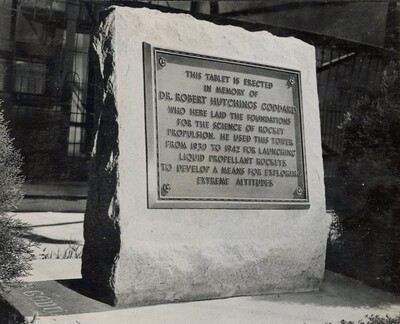 THIS TABLET IS ERECTED
IN MEMORY OF
DR. ROBERT HUTCHINGS GODDARD
WHO HERE LAID THE FOUNDATIONS
FOR THE SCIENCE OF ROCKET
PROPULSION. HE USED THIS TOWER
FROM 1930 TO 1942 FOR LAUNCHING
LIQUID PROPELLANT ROCKETS
TO DEVELOP A MEANS FOR EXPLORING
EXTREME ALTITUDES